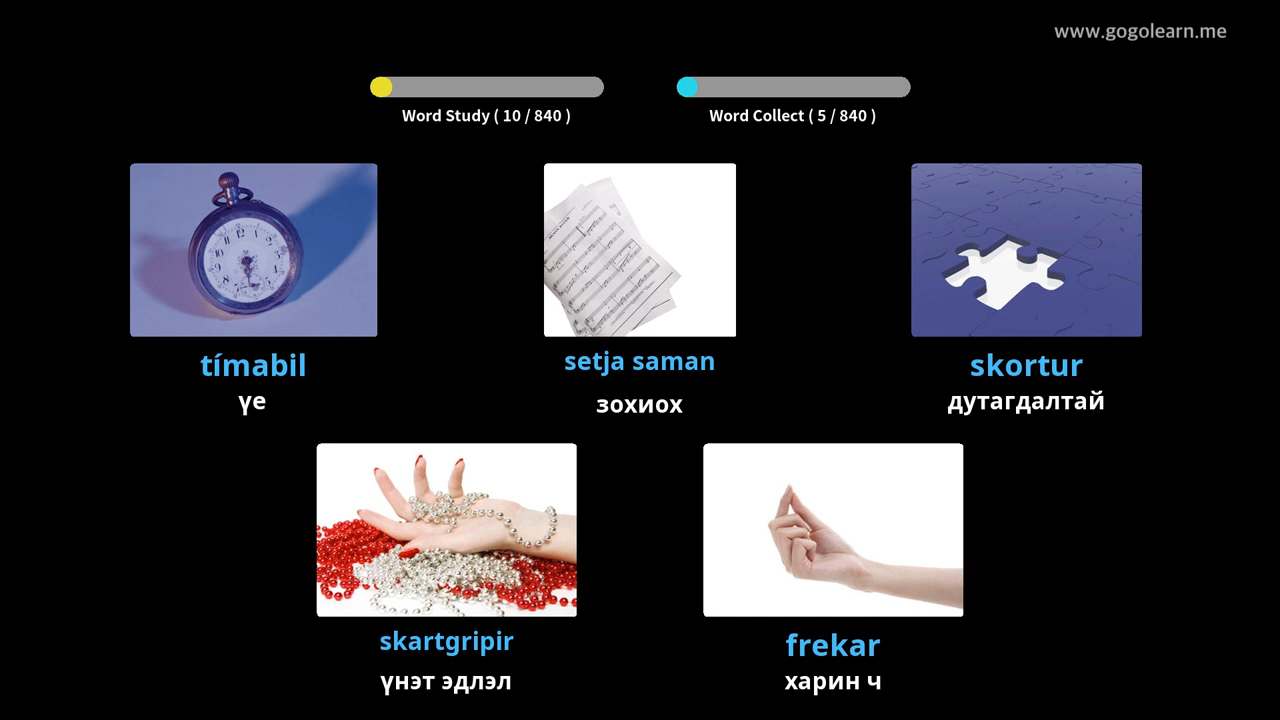 www.gogolearn.me
Word Study ( 10 / 840 )
Word Collect ( 5 / 840 )
tímabil
үе
setja saman
зохиох
skortur
дутагдалтай
skartgripir
үнэт эдлэл
frekar
харин ч